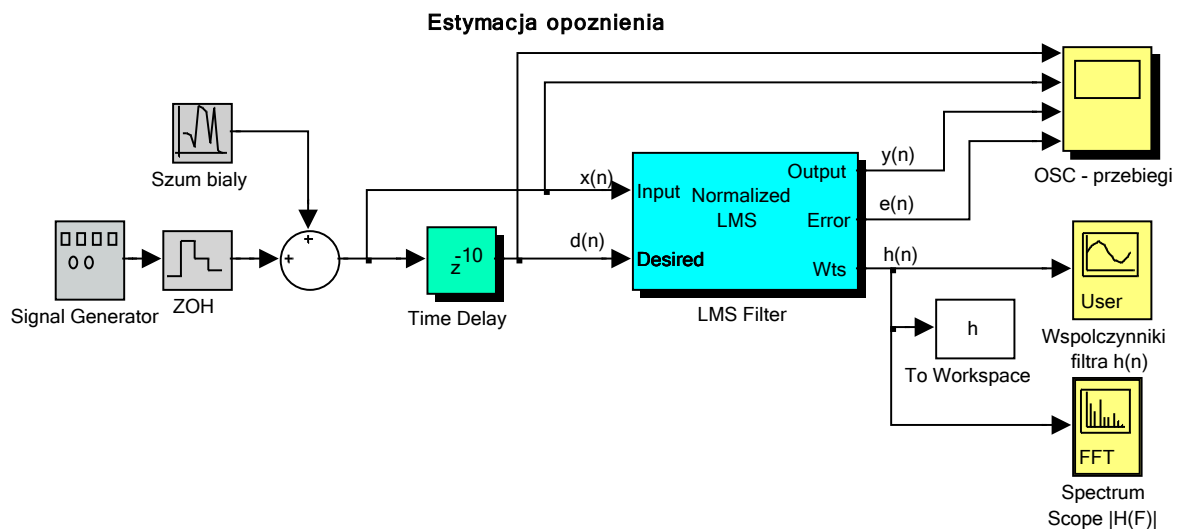 Estymacja opoznienia
Szum bialy
Signal Generator
ZOH
+
+
z-10
Time Delay
x(n)
d(n)
Input
Desired
Normalized
LMS
Output
Error
Wts
LMS Filter
y(n)
e(n)
h(n)
OSC - przebiegi
h
To Workspace
User
Wspolczynniki
filtra h(n)
FFT
Spectrum
Scope |H(F)|